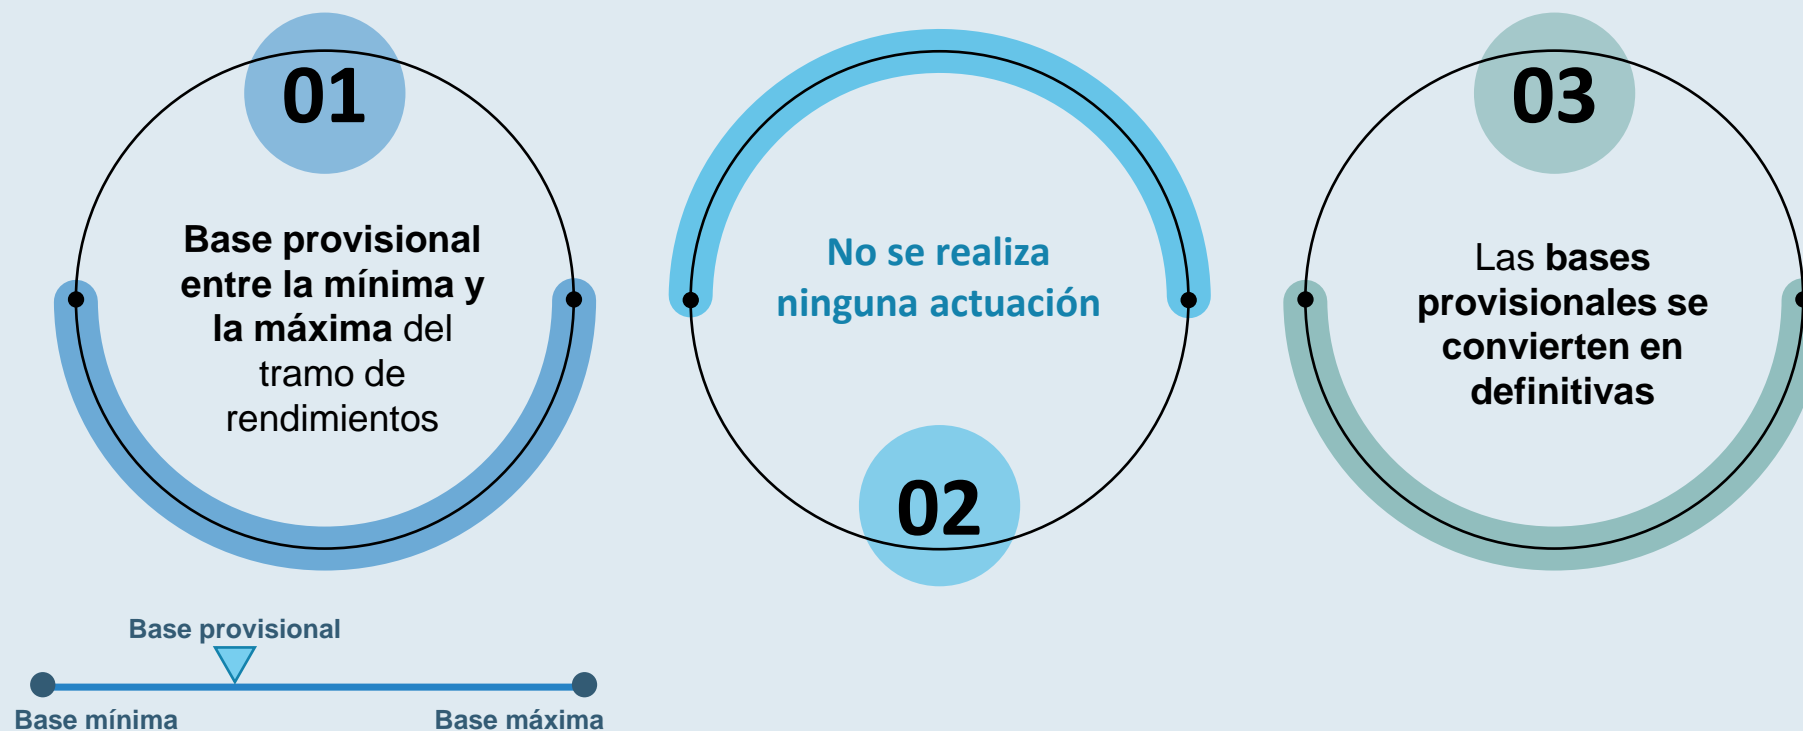 01
Base provisional
entre la mínima y
la máxima del
tramo de
rendimientos
No se realiza
ninguna actuación
02
03
Las bases
provisionales se
convierten en
definitivas
Base provisional
Base mínima
Base máxima